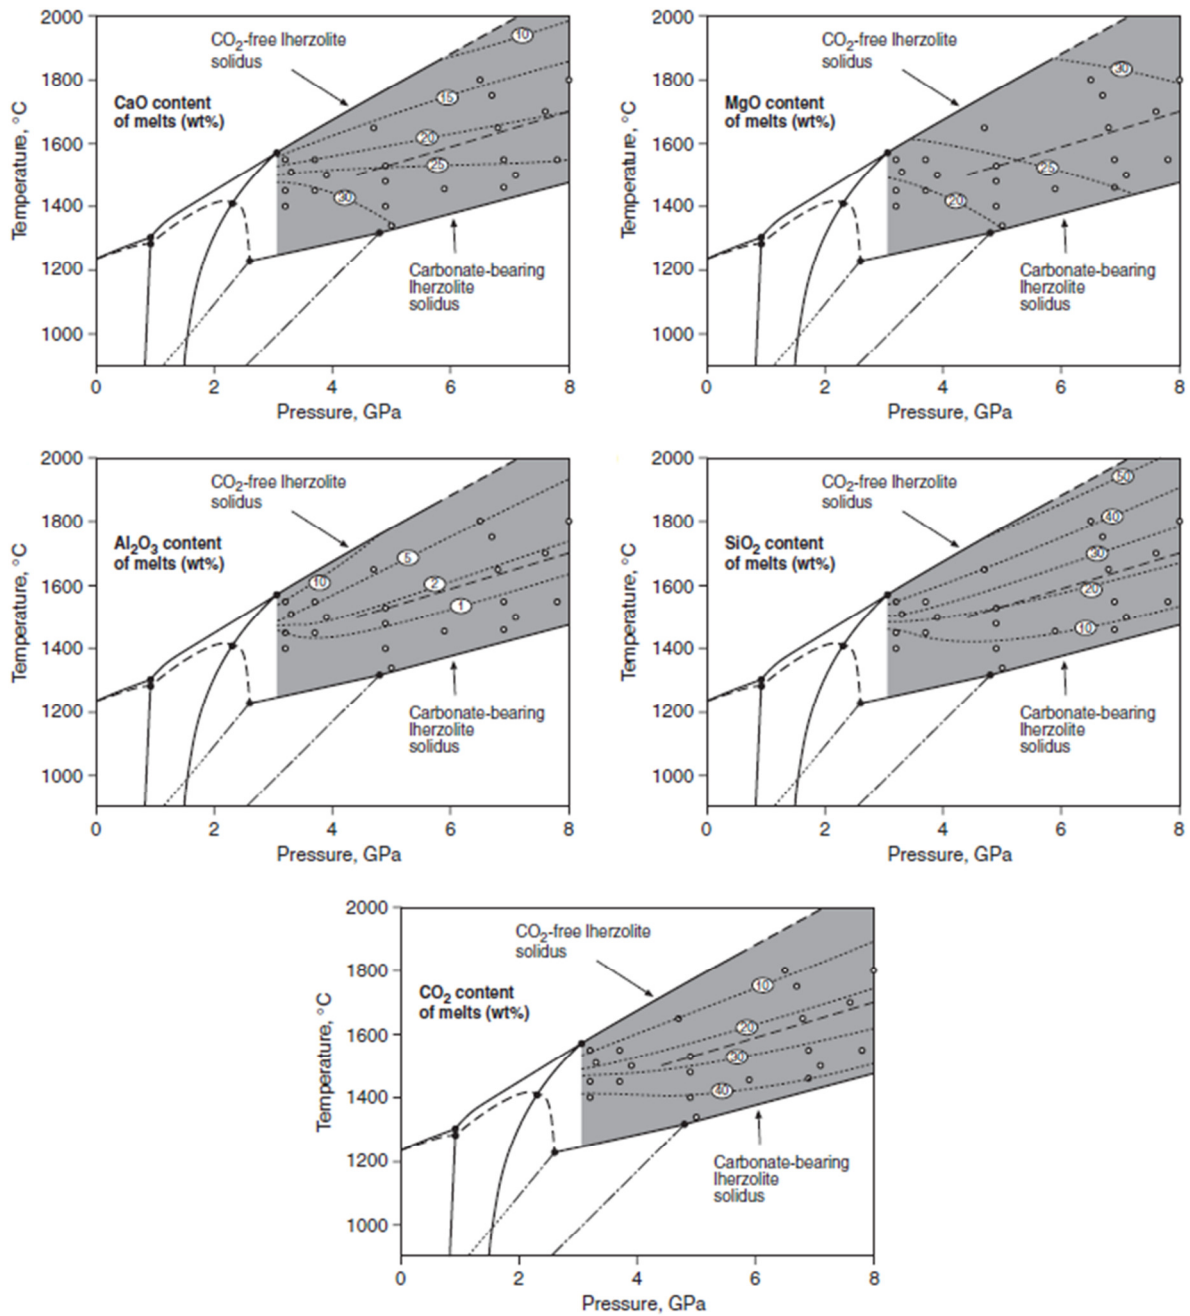 2000
1800
1600
1400
1200
1000
Temperature, °C
CO₂-free lherzolite
solidus
CaO content
of melts (wt%)
10
15
20
25
30
Carbonate-bearing
lherzolite
solidus
0 2 4 6 8
Pressure, GPa
2000
1800
1600
1400
1200
1000
Temperature, °C
CO₂-free lherzolite
solidus
MgO content
of melts (wt%)
30
25
20
Carbonate-bearing
lherzolite
solidus
0 2 4 6 8
Pressure, GPa
2000
1800
1600
1400
1200
1000
Temperature, °C
CO₂-free lherzolite
solidus
Al₂O₃ content
of melts (wt%)
10
5
2
1
Carbonate-bearing
lherzolite
solidus
0 2 4 6 8
Pressure, GPa
2000
1800
1600
1400
1200
1000
Temperature, °C
CO₂-free lherzolite
solidus
SiO₂ content
of melts (wt%)
50
40
30
20
10
Carbonate-bearing
lherzolite
solidus
0 2 4 6 8
Pressure, GPa
2000
1800
1600
1400
1200
1000
Temperature, °C
CO₂-free lherzolite
solidus
CO₂ content
of melts (wt%)
10
20
30
40
Carbonate-bearing
lherzolite
solidus
0 2 4 6 8
Pressure, GPa